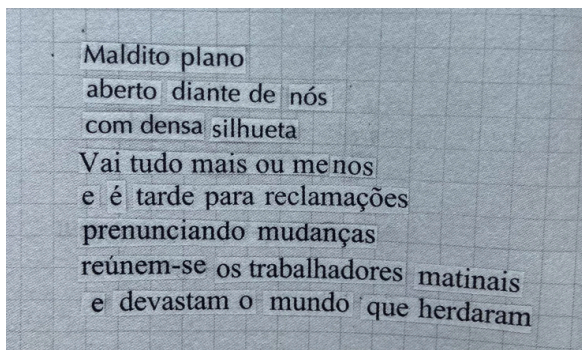 Maldito plano
aberto diante de nós
com densa silhueta
Vai tudo mais ou menos
e é tarde para reclamações
prenunciando mudanças
reúnem-se os trabalhadores matinais
e devastam o mundo que herdaram